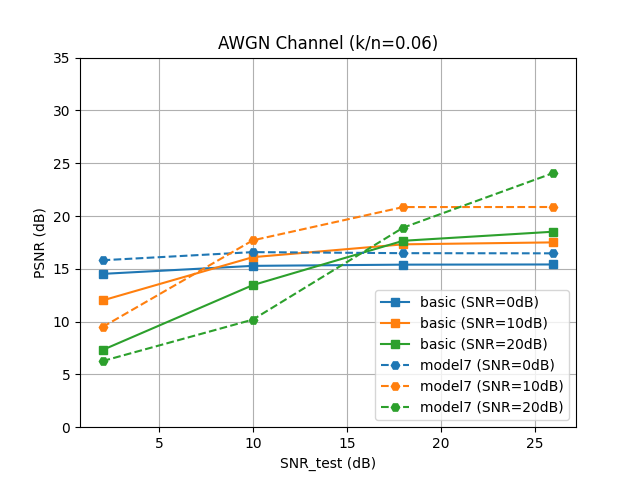 AWGN Channel (k/n=0.06)
35
30
25
20
15
10
5
0
PSNR (dB)
5
10
15
20
25
SNR_test (dB)
basic (SNR=0dB)
basic (SNR=10dB)
basic (SNR=20dB)
model7 (SNR=0dB)
model7 (SNR=10dB)
model7 (SNR=20dB)